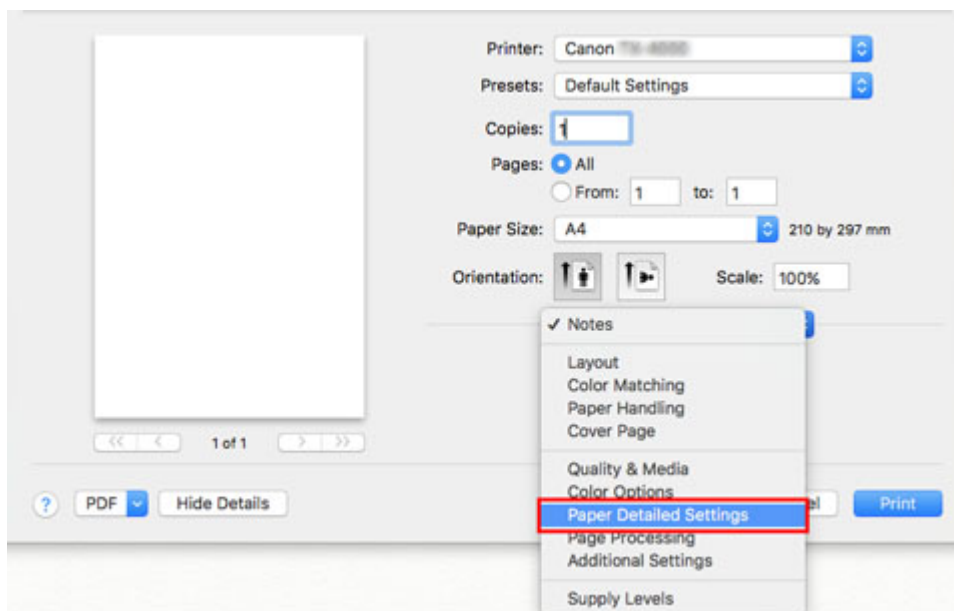 Printer: Canon
Presets: Default Settings
Copies: 1
Pages: All
From: 1 to: 1
Paper Size: A4 210 by 297 mm
Orientation: Scale: 100%
✓ Notes
Layout
Color Matching
Paper Handling
Cover Page
<< < 1 of 1 > >>
Quality & Media
Color Options
? PDF Hide Details Print
Paper Detailed Settings
Page Processing
Additional Settings
Supply Levels